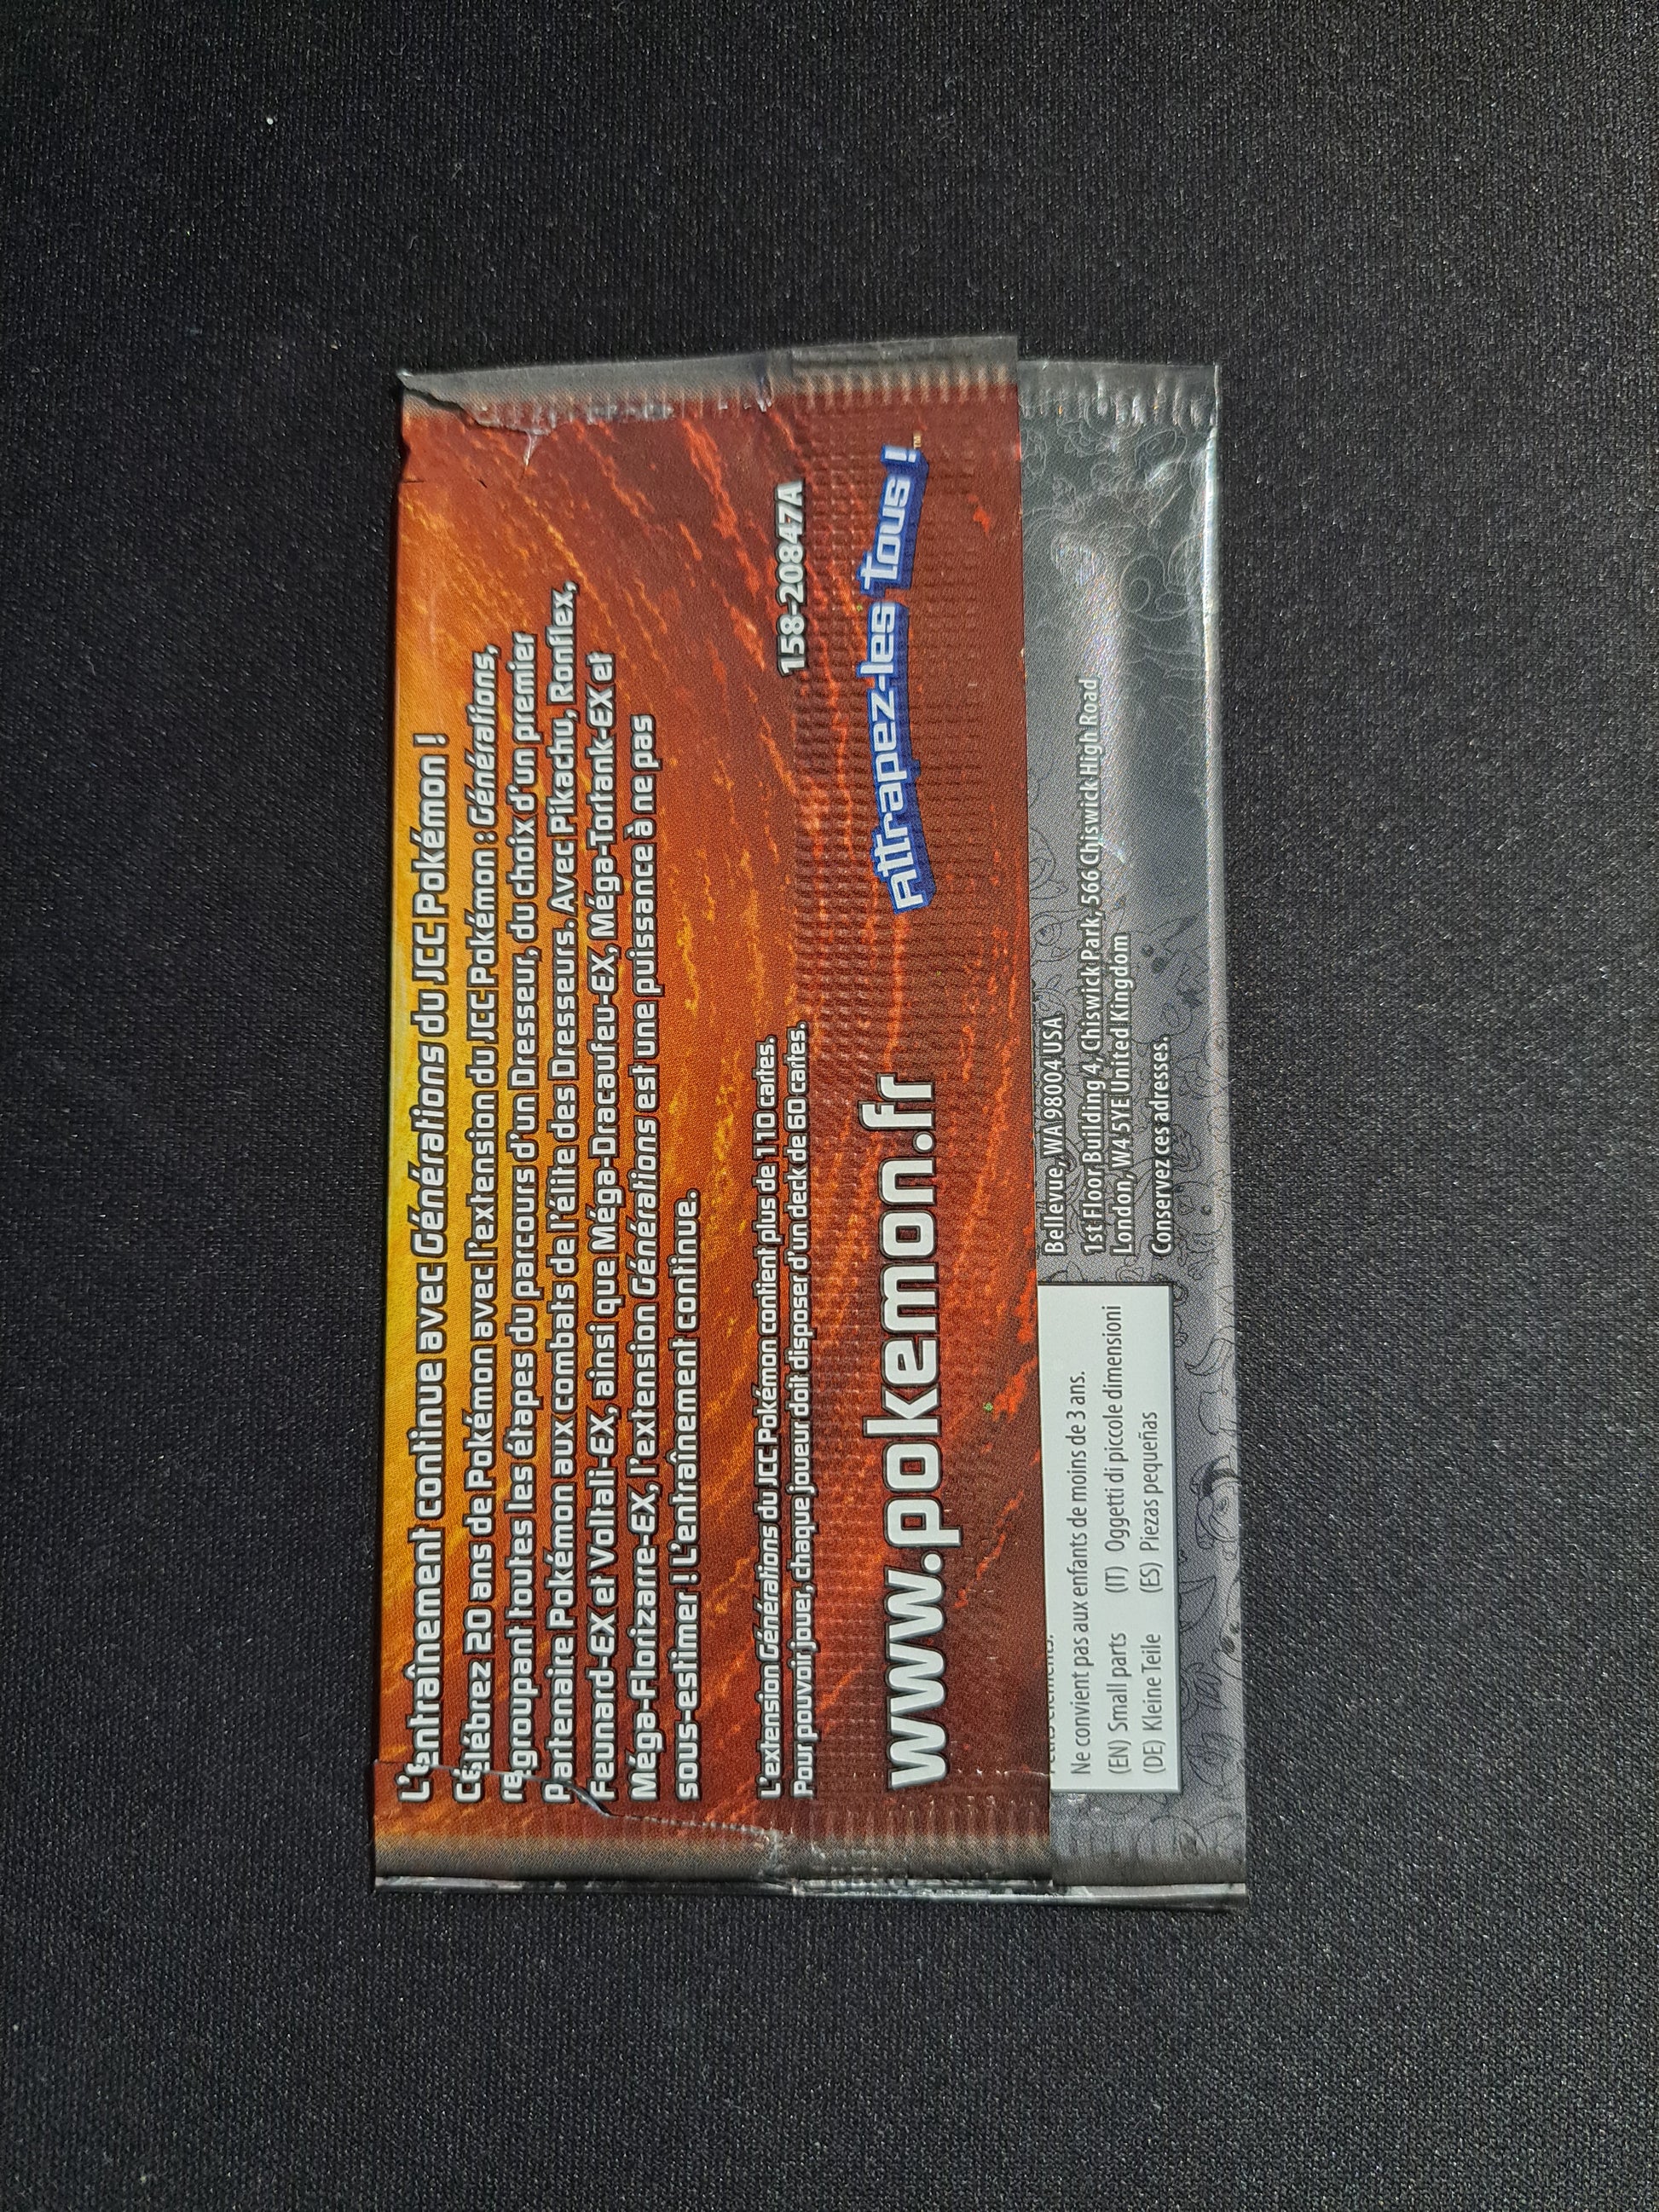 L'entraînement continue avec Générations du JCC Pokémon !
Célébrez 20 ans de Pokémon avec l'extension du JCC Pokémon : Générations,
regroupant toutes les étapes du parcours d'un Dresseur, du choix d'un premier
partenaire Pokémon aux combats de l'élite des Dresseurs. Avec Pikachu, Ronflex,
Feunard-EX et Voltali-EX, ainsi que Méga-Dracaufeu-EX, Méga-Tortank-EX et
Méga-Florizarre-EX, l'extension Générations est une puissance à ne pas
sous-estimer ! L'entraînement continue.
L'extension Générations du JCC Pokémon contient plus de 110 cartes.
Pour pouvoir jouer, chaque joueur doit disposer d'un deck de 60 cartes.
158-20847A
www.pokemon.fr
Attrapez-les tous !™
Ne convient pas aux enfants de moins de 3 ans.
(EN) Small parts (IT) Oggetti di piccole dimensioni
(DE) Kleine Teile (ES) Piezas pequeñas
Bellevue, WA 98004 USA
1st Floor Building 4, Chiswick Park, 566 Chiswick High Road
London, W4 5YE United Kingdom
Conservez ces adresses.